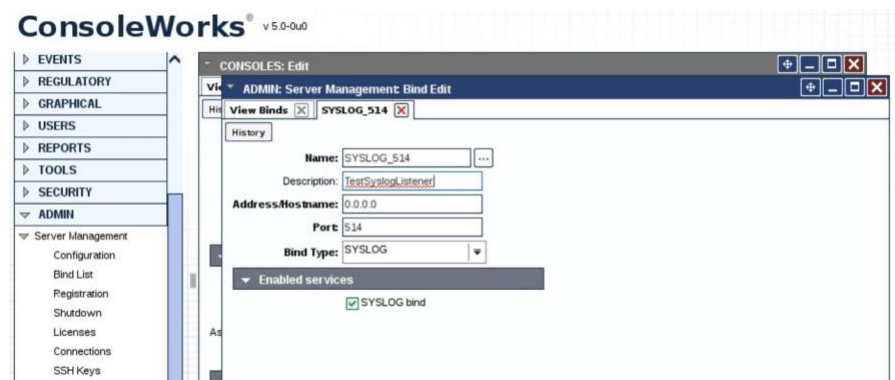 ConsoleWorks® v 5.0-0u0
EVENTS
REGULATORY
GRAPHICAL
USERS
REPORTS
TOOLS
SECURITY
ADMIN
Server Management
Configuration
Bind List
Registration
Shutdown
Licenses
Connections
SSH Keys
CONSOLES: Edit
ADMIN: Server Management: Bind Edit
View Binds SYSLOG_514
History
Name: SYSLOG_514 ...
Description: TestSyslogListener
Address/Hostname: 0.0.0.0
Port: 514
Bind Type: SYSLOG
Enabled services
SYSLOG bind